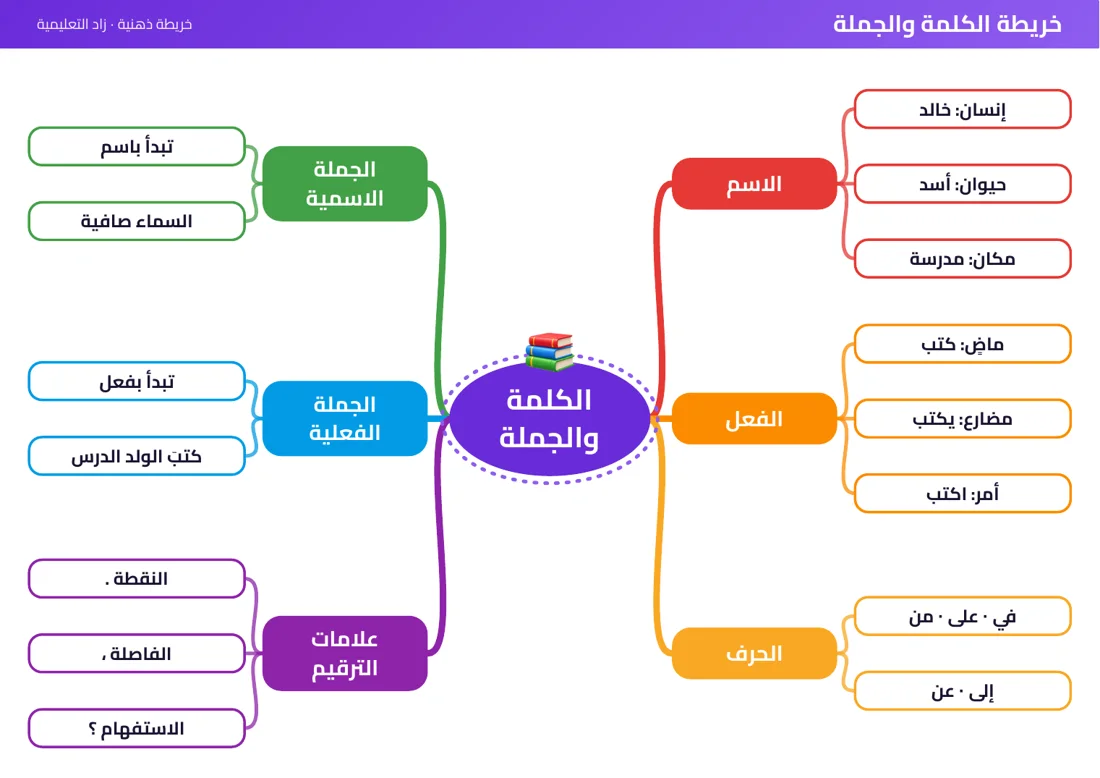 خريطة الكلمة والجملة
خريطة ذهنية · زاد التعليمية
الكلمة
والجملة
الاسم
إنسان: خالد
حيوان: أسد
مكان: مدرسة
الفعل
ماضٍ: كتب
مضارع: يكتب
أمر: اكتب
الحرف
في · على · من
إلى · عن
الجملة
الاسمية
تبدأ باسم
السماء صافية
الجملة
الفعلية
تبدأ بفعل
كتبَ الولد الدرس
علامات
الترقيم
النقطة .
الفاصلة ،
الاستفهام ؟